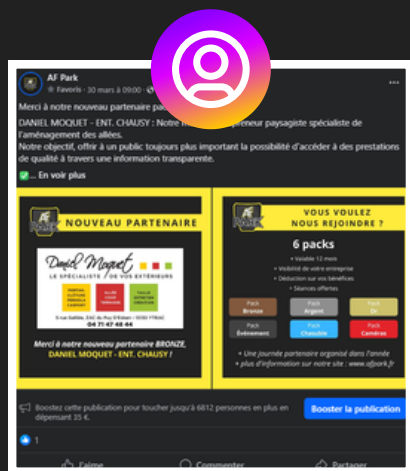 AF Park
Favoris · 30 mars à 09:00 ·
Merci à notre nouveau partenaire
DANIEL MOQUET - ENT. CHAUSY : Notre preneur paysagiste spécialiste de
l'aménagement des allées.
Notre objectif, offrir à un public toujours plus important la possibilité d'accéder à des prestations
de qualité à travers une information transparente.
... En voir plus
NOUVEAU PARTENAIRE
Daniel Moquet
LE SPÉCIALISTE DE VOS EXTÉRIEURS
04 71 47 48 44
Merci à notre nouveau partenaire BRONZE,
DANIEL MOQUET - ENT. CHAUSY !
VOUS VOULEZ
NOUS REJOINDRE ?
6 packs
• Valable 12 mois
• Visibilité de votre entreprise
• Déduction sur vos bénéfices
• Séances offertes
Pack Bronze
Pack Argent
Pack Or
Pack Évènement
Pack Chasuble
Pack Caméras
• Une journée partenaire organisé dans l'année
• plus d'information sur notre site : www.afpark.fr
Boostez cette publication pour toucher jusqu'à 6812 personnes en plus en
dépensant 35 €.
Booster la publication
1
J'aime
Commenter
Partager